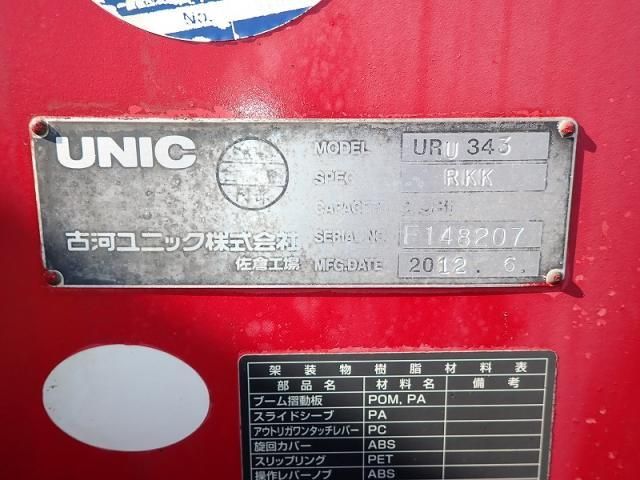 No.
UNIC
MODEL URU343
SPEC. RKK
CAPACITY
古河ユニック株式会社 SERIAL NO. F148207
佐倉工場 MFG.DATE 2012. 6.
架装物樹脂材料表
部品名 材料名 備考
ブーム摺動板 POM, PA
スライドシーブ PA
アウトリガワンタッチレバー PC
旋回カバー ABS
スリップリング PET
操作レバーノブ ABS